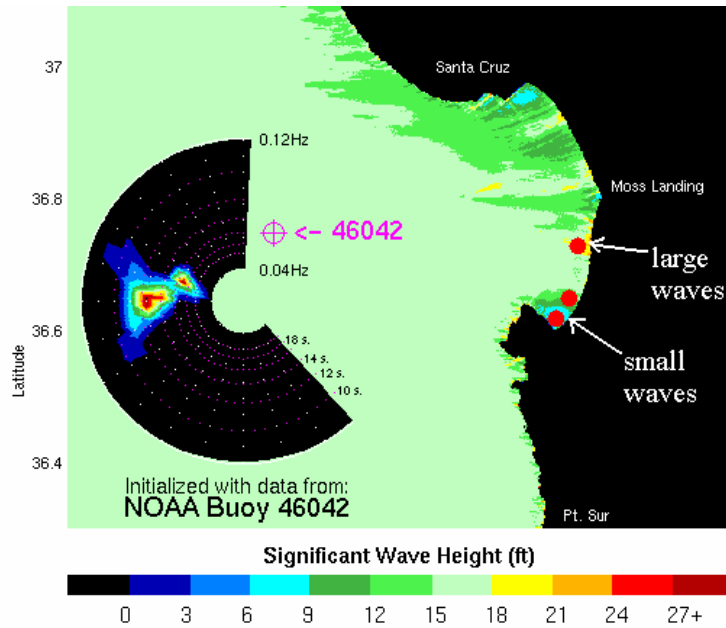 37
Santa Cruz
0.12Hz
36.8
Moss Landing
<- 46042
large
waves
0.04Hz
36.6
18 s.
14 s.
12 s.
10 s.
small
waves
Latitude
36.4
Initialized with data from:
NOAA Buoy 46042
Pt. Sur
Significant Wave Height (ft)
0 3 6 9 12 15 18 21 24 27+